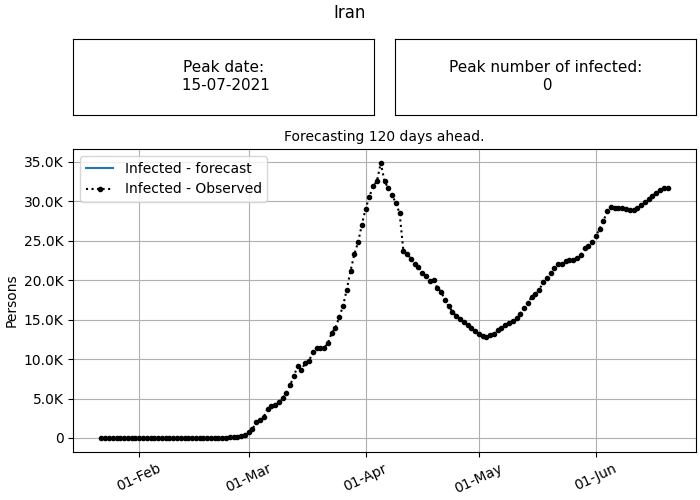 Iran
Peak date:
15-07-2021
Peak number of infected:
0
Forecasting 120 days ahead.
Infected - forecast
Infected - Observed
35.0K
30.0K
25.0K
20.0K
15.0K
10.0K
5.0K
0
Persons
01-Feb
01-Mar
01-Apr
01-May
01-Jun